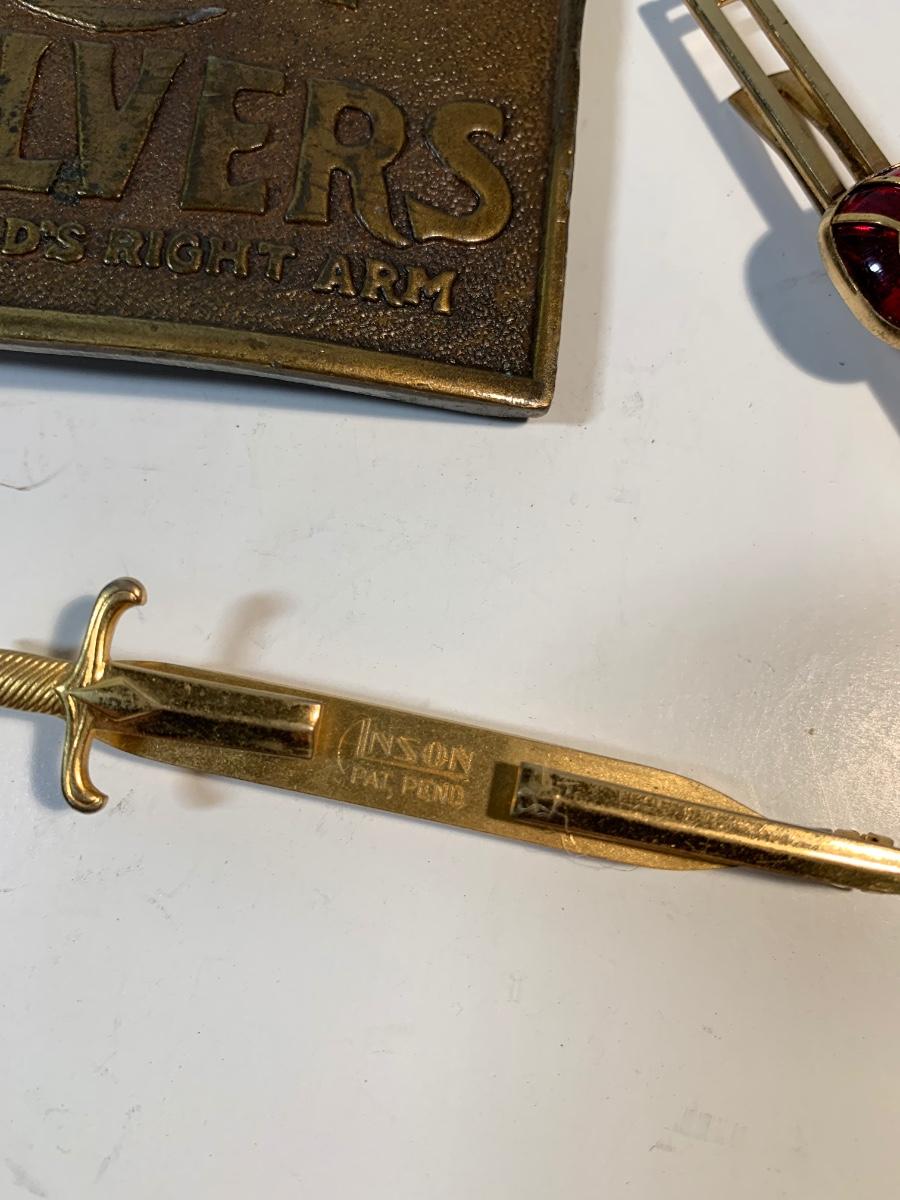 LVERS
D'S RIGHT ARM
ANSON
PAT, PEND